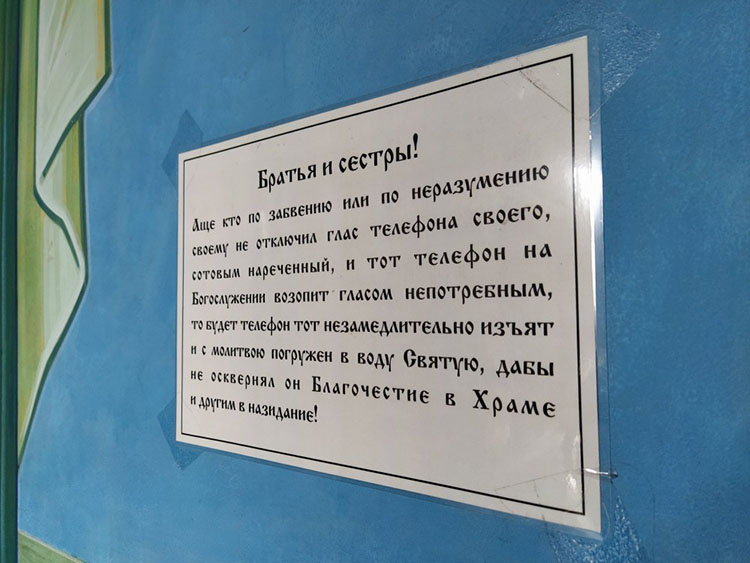 Братья и сестры!
Аще кто по забвению или по неразумению
своему не отключил глас телефона своего,
сотовым нареченный, и тот телефон на
Богослужении возопит гласом непотребным,
то будет телефон тот незамедлительно изъят
и с молитвою погружен в воду Святую, дабы
не осквернял он Благочестие в Храме
и другим в назидание!